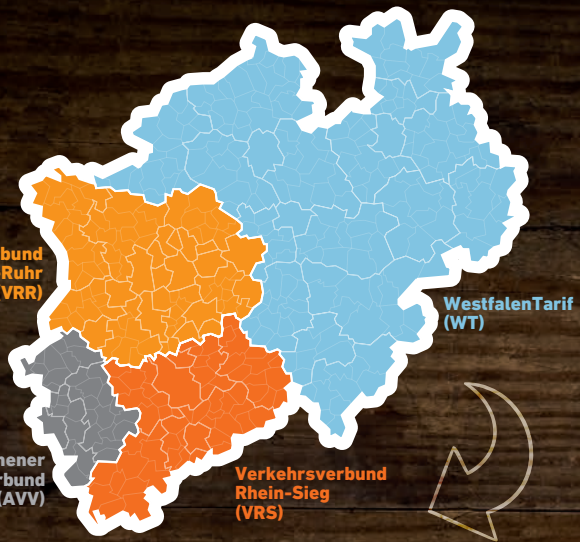 bund
Ruhr
(VRR)
WestfalenTarif
(WT)
hener
rbund
(AVV)
Verkehrsverbund
Rhein-Sieg
(VRS)